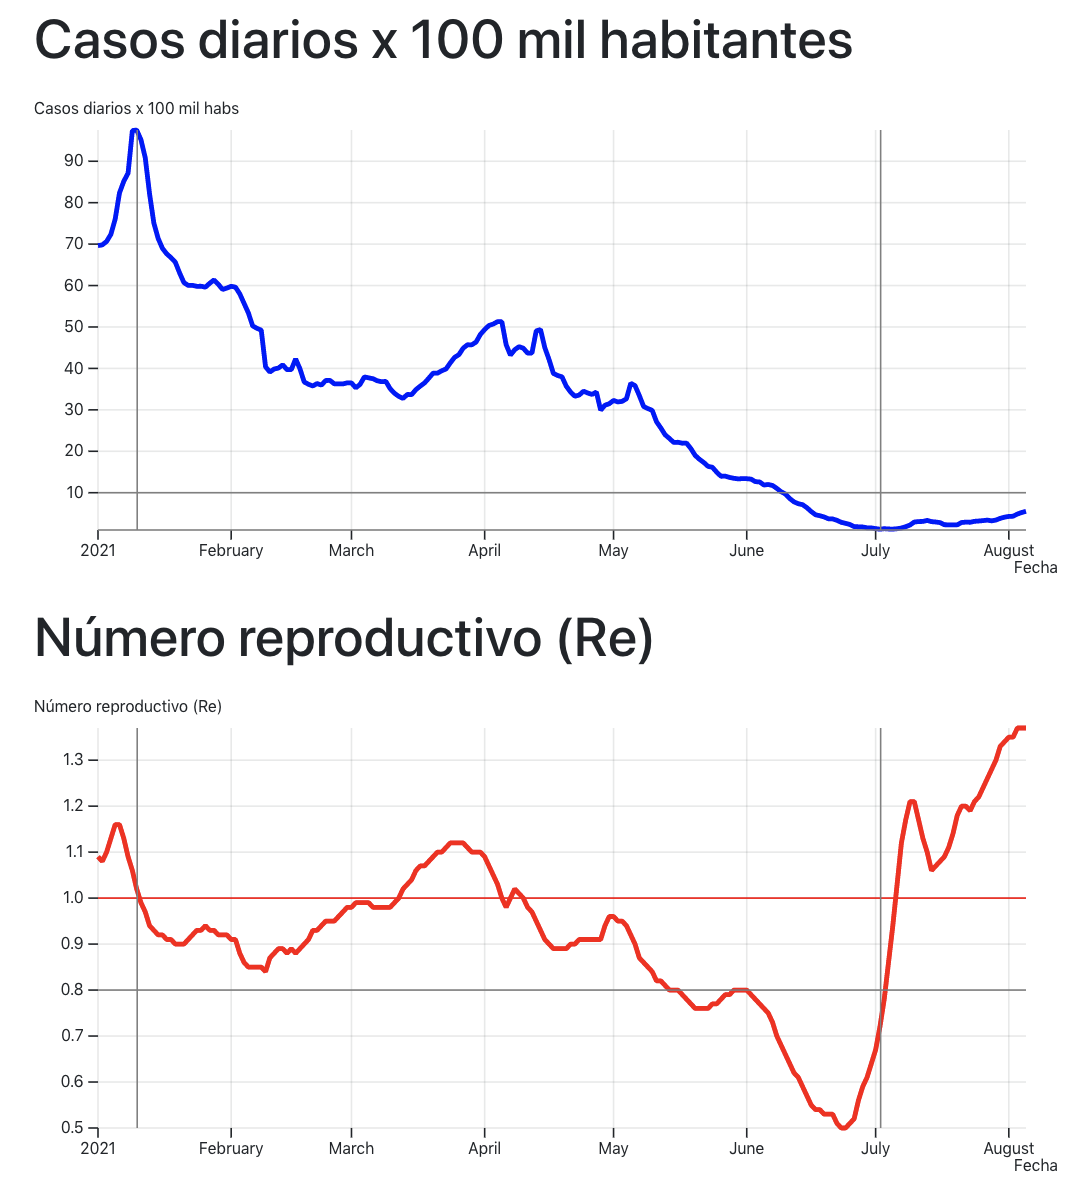 Casos diarios x 100 mil habitantes
Casos diarios x 100 mil habs
90
80
70
60
50
40
30
20
10
2021 February March April May June July August
Fecha
Número reproductivo (Re)
Número reproductivo (Re)
1.3
1.2
1.1
1.0
0.9
0.8
0.7
0.6
0.5
2021 February March April May June July August
Fecha